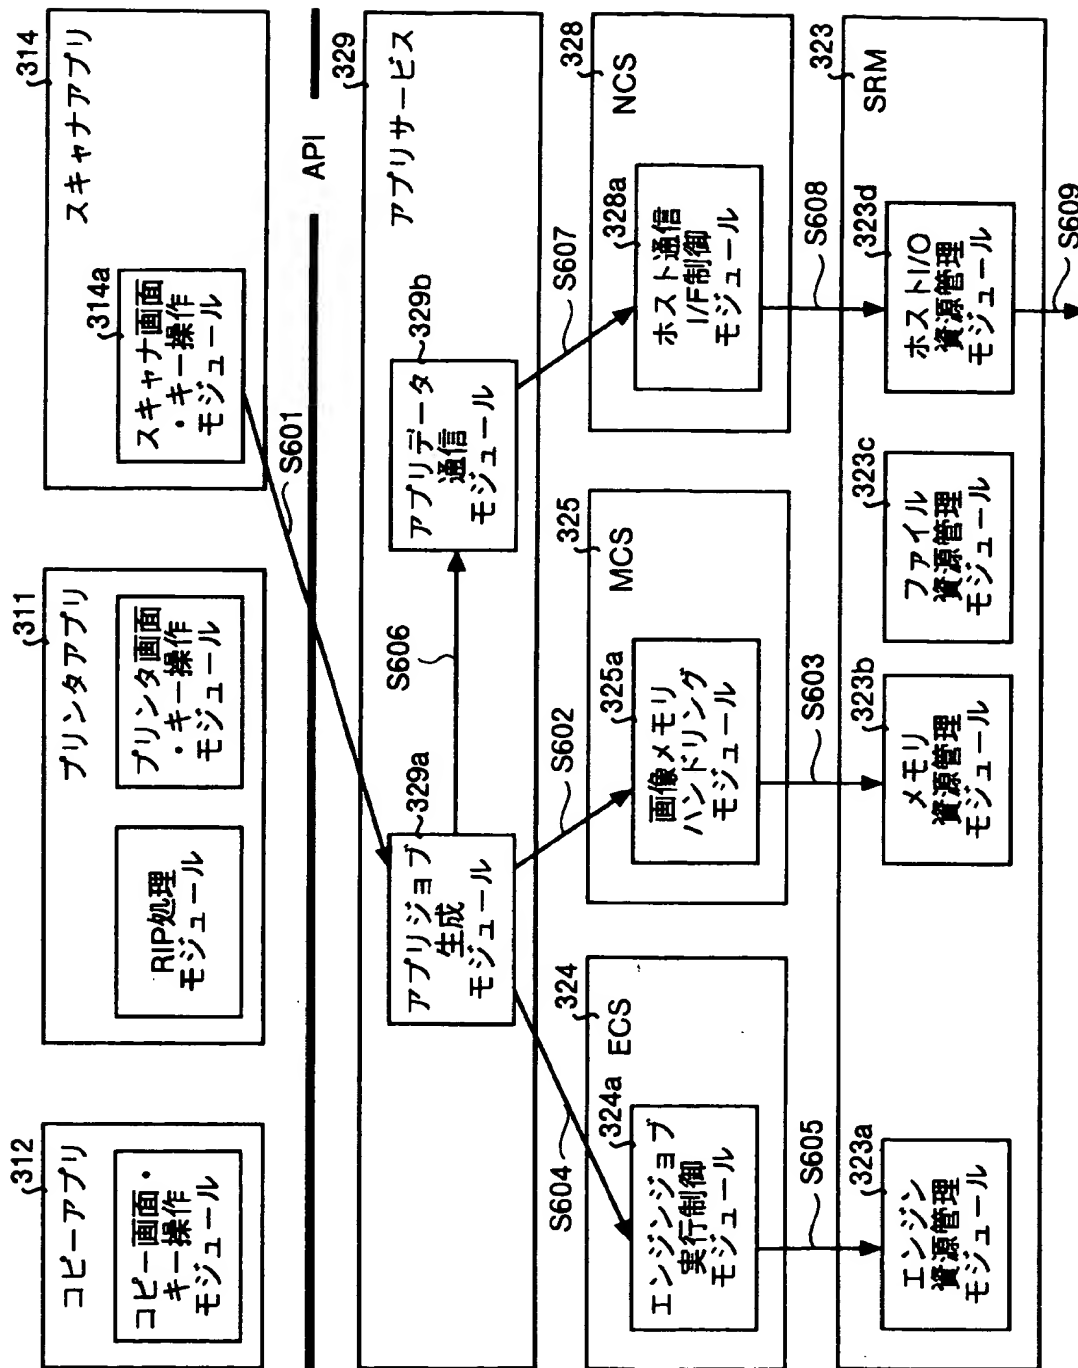 312
コピーアプリ
コピー画面・
キー操作
モジュール
311
プリンタアプリ
RIP処理
モジュール
プリンタ画面
・キー操作
モジュール
314
スキャナアプリ
314a
スキャナ画面
・キー操作
モジュール
S601
API
329
アプリサービス
329a
アプリジョブ
生成
モジュール
S606
329b
アプリデータ
通信
モジュール
S604
S602
S607
324
ECS
324a
エンジンジョブ
実行制御
モジュール
325
MCS
325a
画像メモリ
ハンドリング
モジュール
328
NCS
328a
ホスト通信
I/F制御
モジュール
S605
S603
S608
323
SRM
323a
エンジン
資源管理
モジュール
323b
メモリ
資源管理
モジュール
323c
ファイル
資源管理
モジュール
323d
ホストI/O
資源管理
モジュール
S609